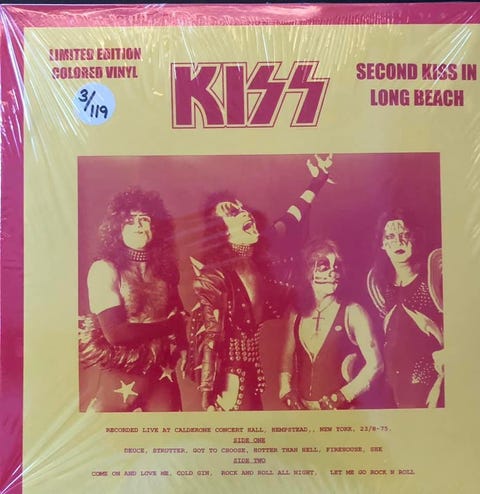 LIMITED EDITION
COLORED VINYL
3/119
KISS
SECOND KISS IN
LONG BEACH
RECORDED LIVE AT CALDERONE CONCERT HALL, HEMPSTEAD,, NEW YORK, 23/8-75.
SIDE ONE
DEUCE, STRUTTER, GOT TO CHOOSE, HOTTER THAN HELL, FIREHOUSE, SHE
SIDE TWO
COME ON AND LOVE ME, COLD GIN, ROCK AND ROLL ALL NIGHT, LET ME GO ROCK N ROLL